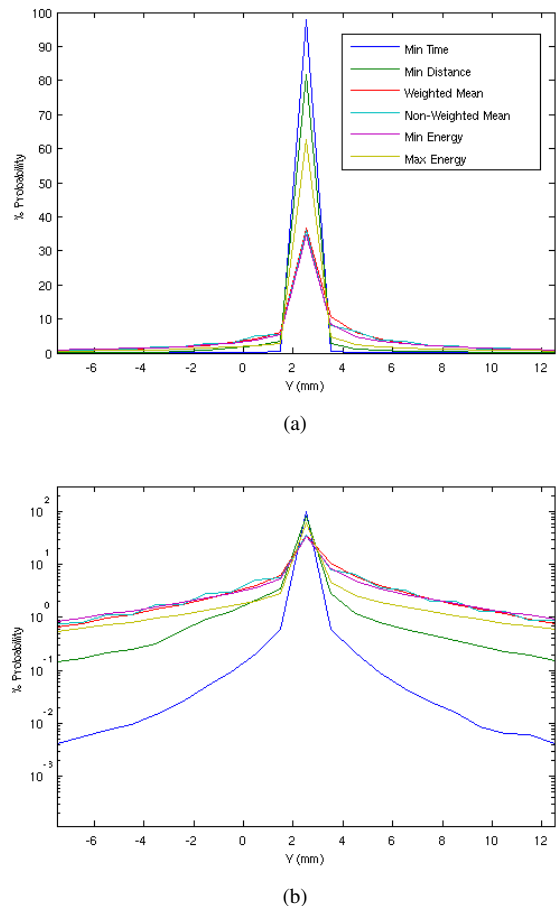 100
90
80
70
60
50
40
30
20
10
0
% Probability
Min Time
Min Distance
Weighted Mean
Non-Weighted Mean
Min Energy
Max Energy
-6 -4 -2 0 2 4 6 8 10 12
Y (mm)
(a)
10^2
10^1
10^0
10^-1
10^-2
10^-3
% Probability
-6 -4 -2 0 2 4 6 8 10 12
Y (mm)
(b)